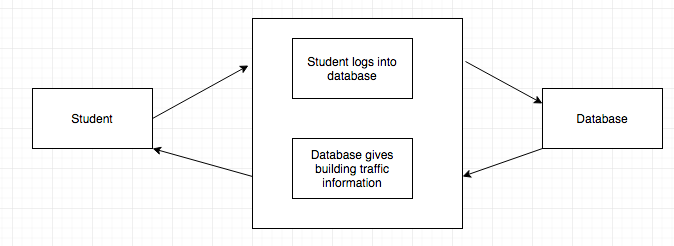 Student logs into
database
Student
Database
Database gives
building traffic
information